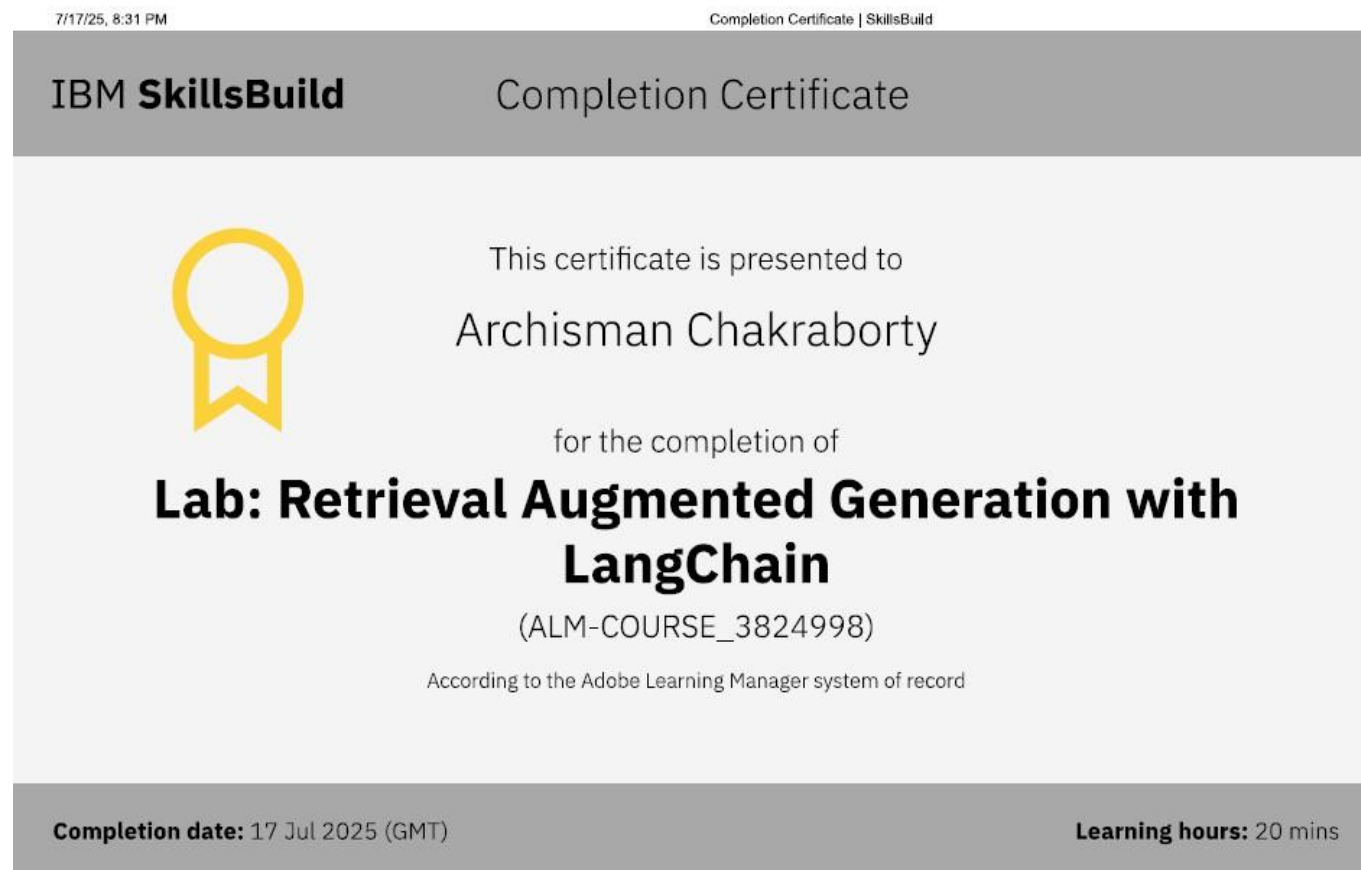 7/17/25, 8:31 PM Completion Certificate | SkillsBuild
IBM SkillsBuild Completion Certificate
This certificate is presented to
Archisman Chakraborty
for the completion of
Lab: Retrieval Augmented Generation with
LangChain
(ALM-COURSE_3824998)
According to the Adobe Learning Manager system of record
Completion date: 17 Jul 2025 (GMT) Learning hours: 20 mins